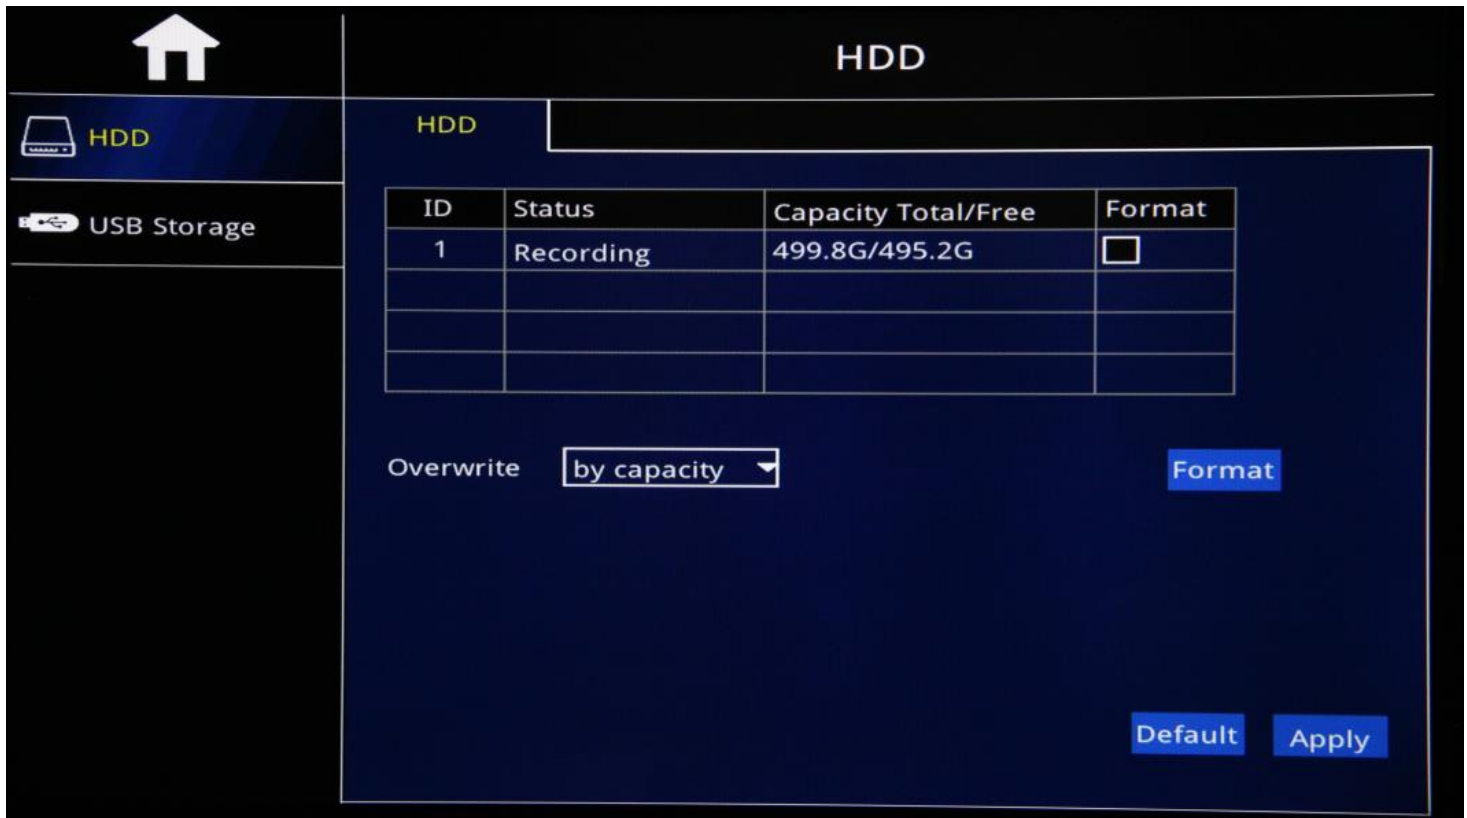 HDD
HDD
USB Storage
HDD
ID Status Capacity Total/Free Format
1 Recording 499.8G/495.2G
Overwrite by capacity Format
Default Apply